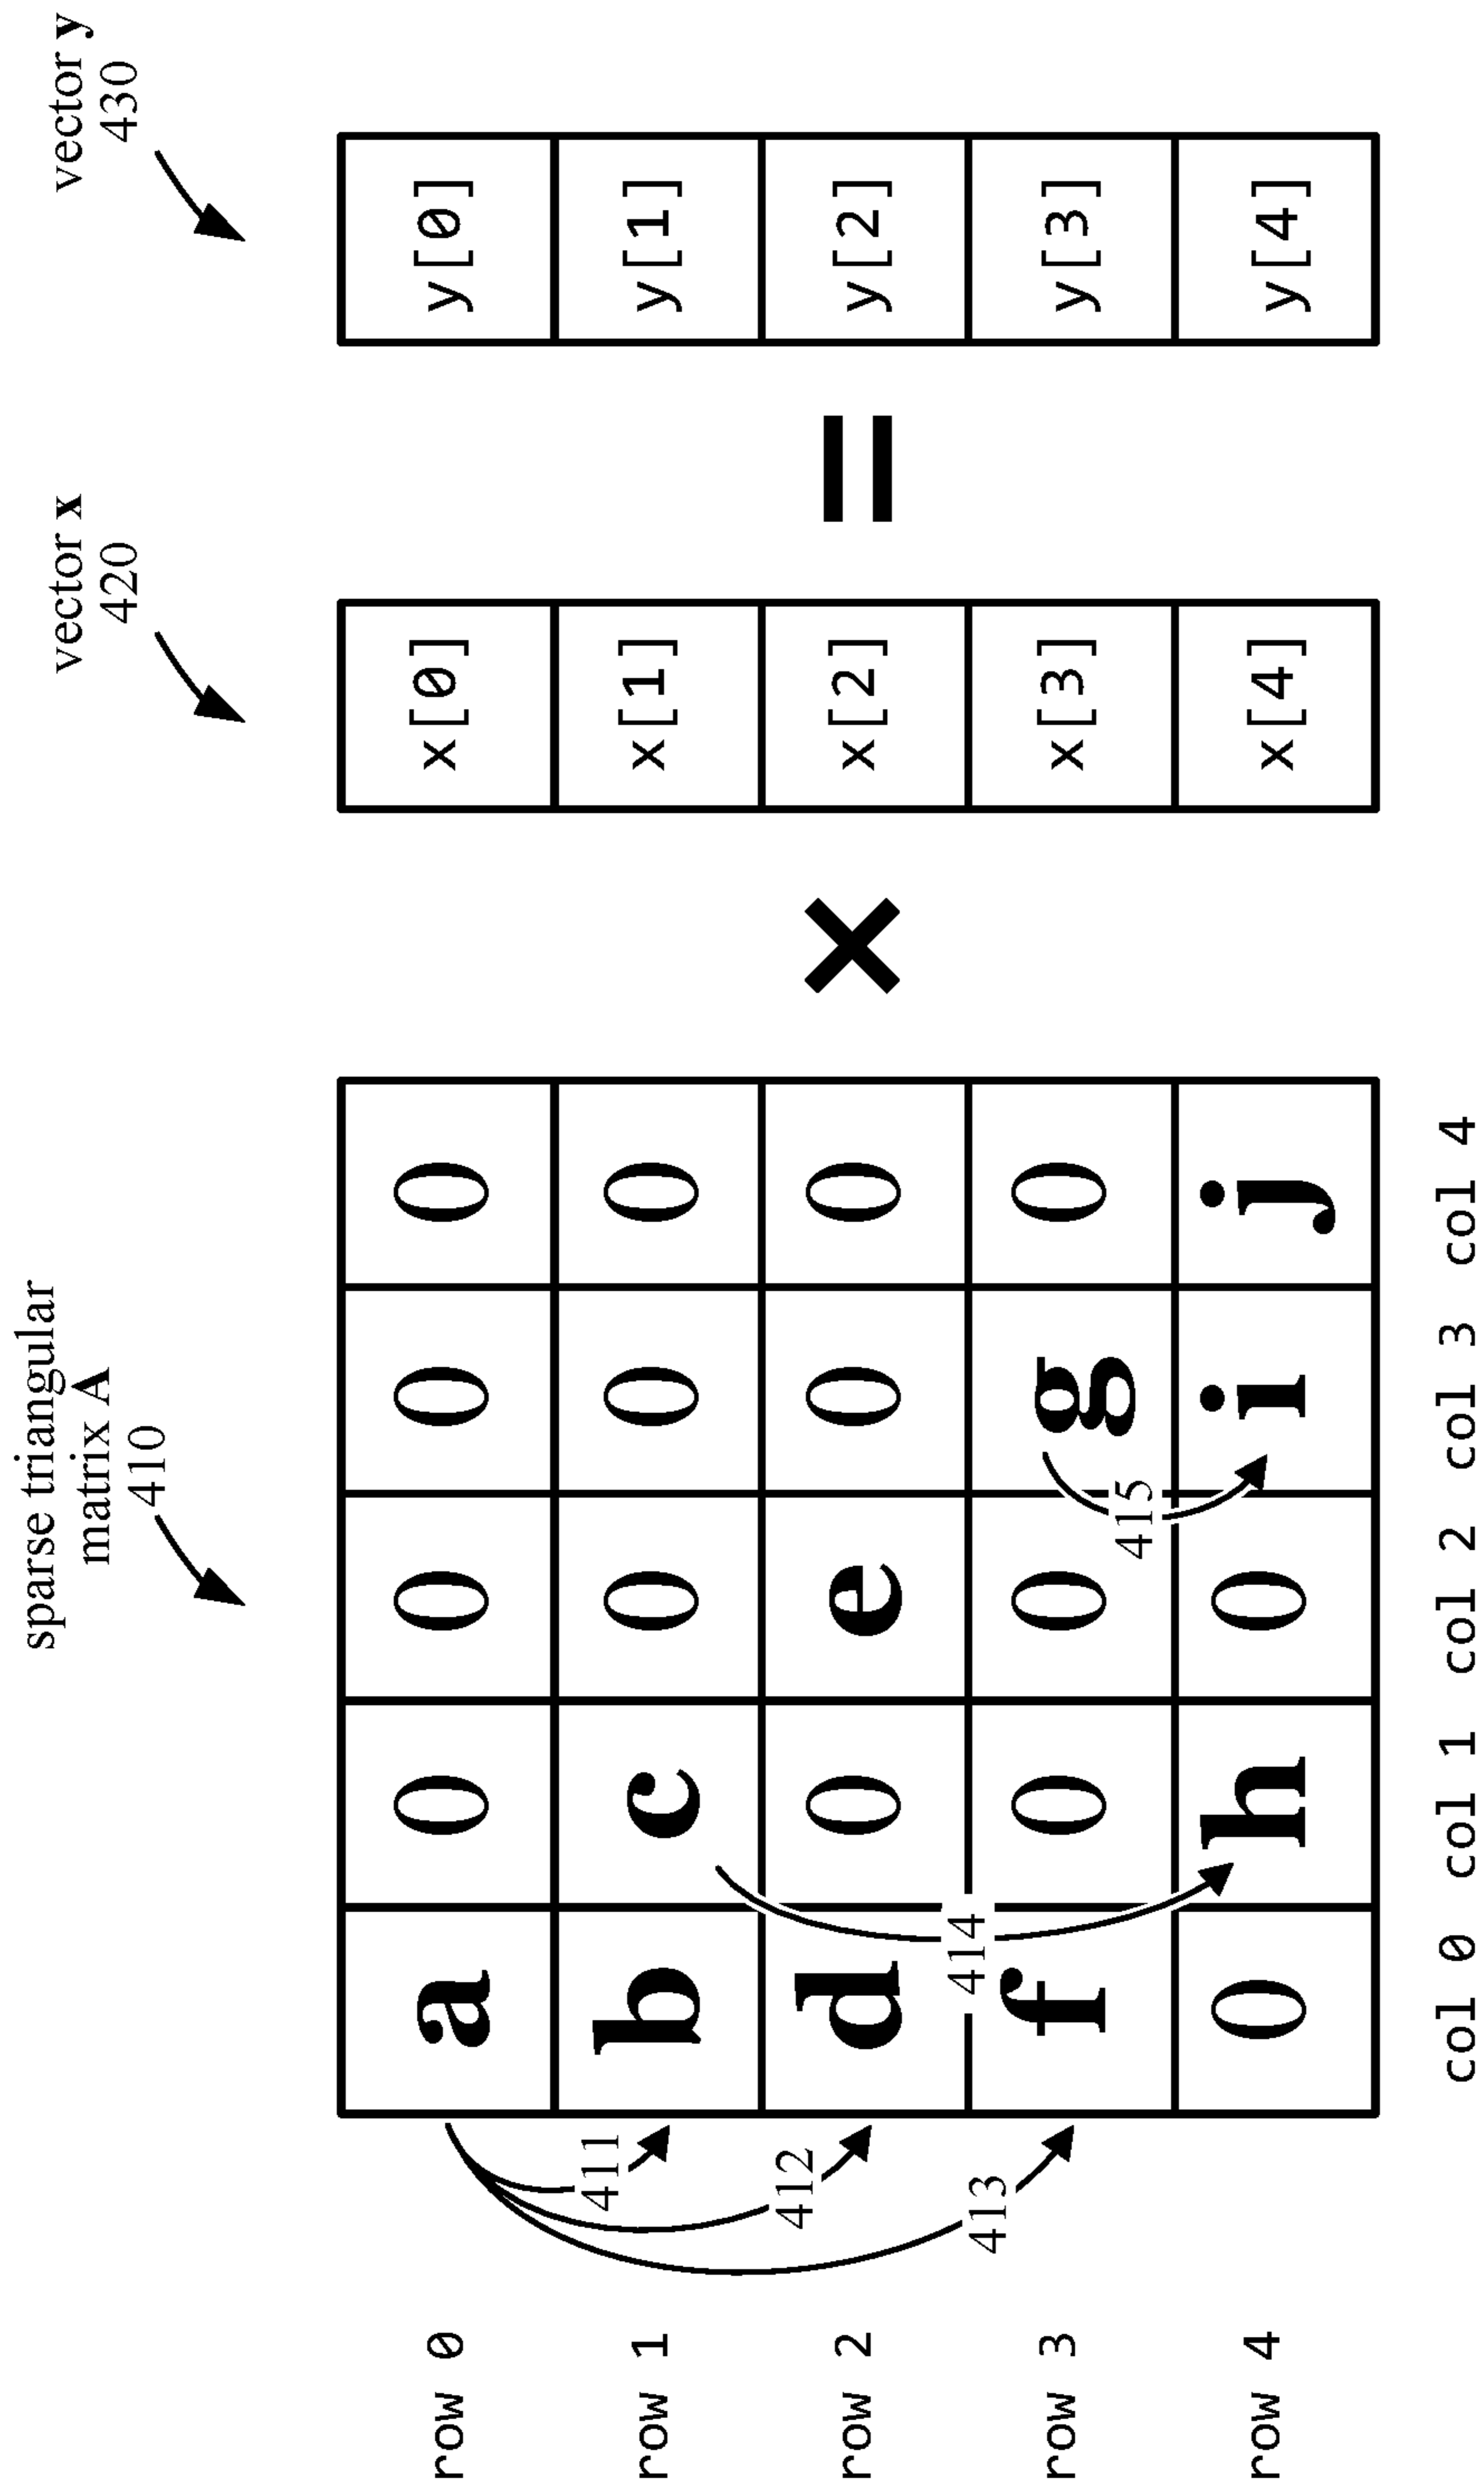 sparse triangular
matrix A
410
vector x
420
vector y
430
row 0
a 0 0 0 0
x[0]
y[0]
411
row 1
b c 0 0 0
x[1]
y[1]
412
row 2
d 0 e 0 0
×
x[2]
=
y[2]
413
414
row 3
f 0 0 g 0
x[3]
y[3]
415
row 4
0 h 0 i j
x[4]
y[4]
col 0 col 1 col 2 col 3 col 4